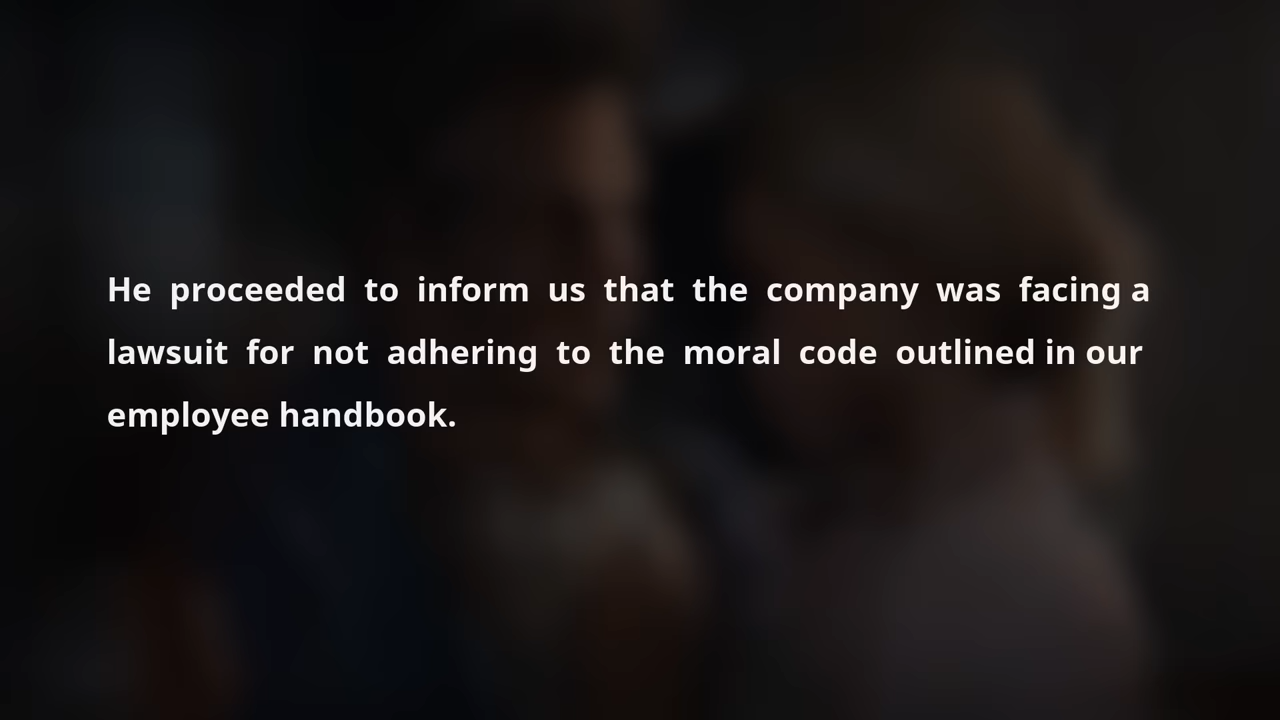 He proceeded to inform us that the company was facing a
lawsuit for not adhering to the moral code outlined in our
employee handbook.